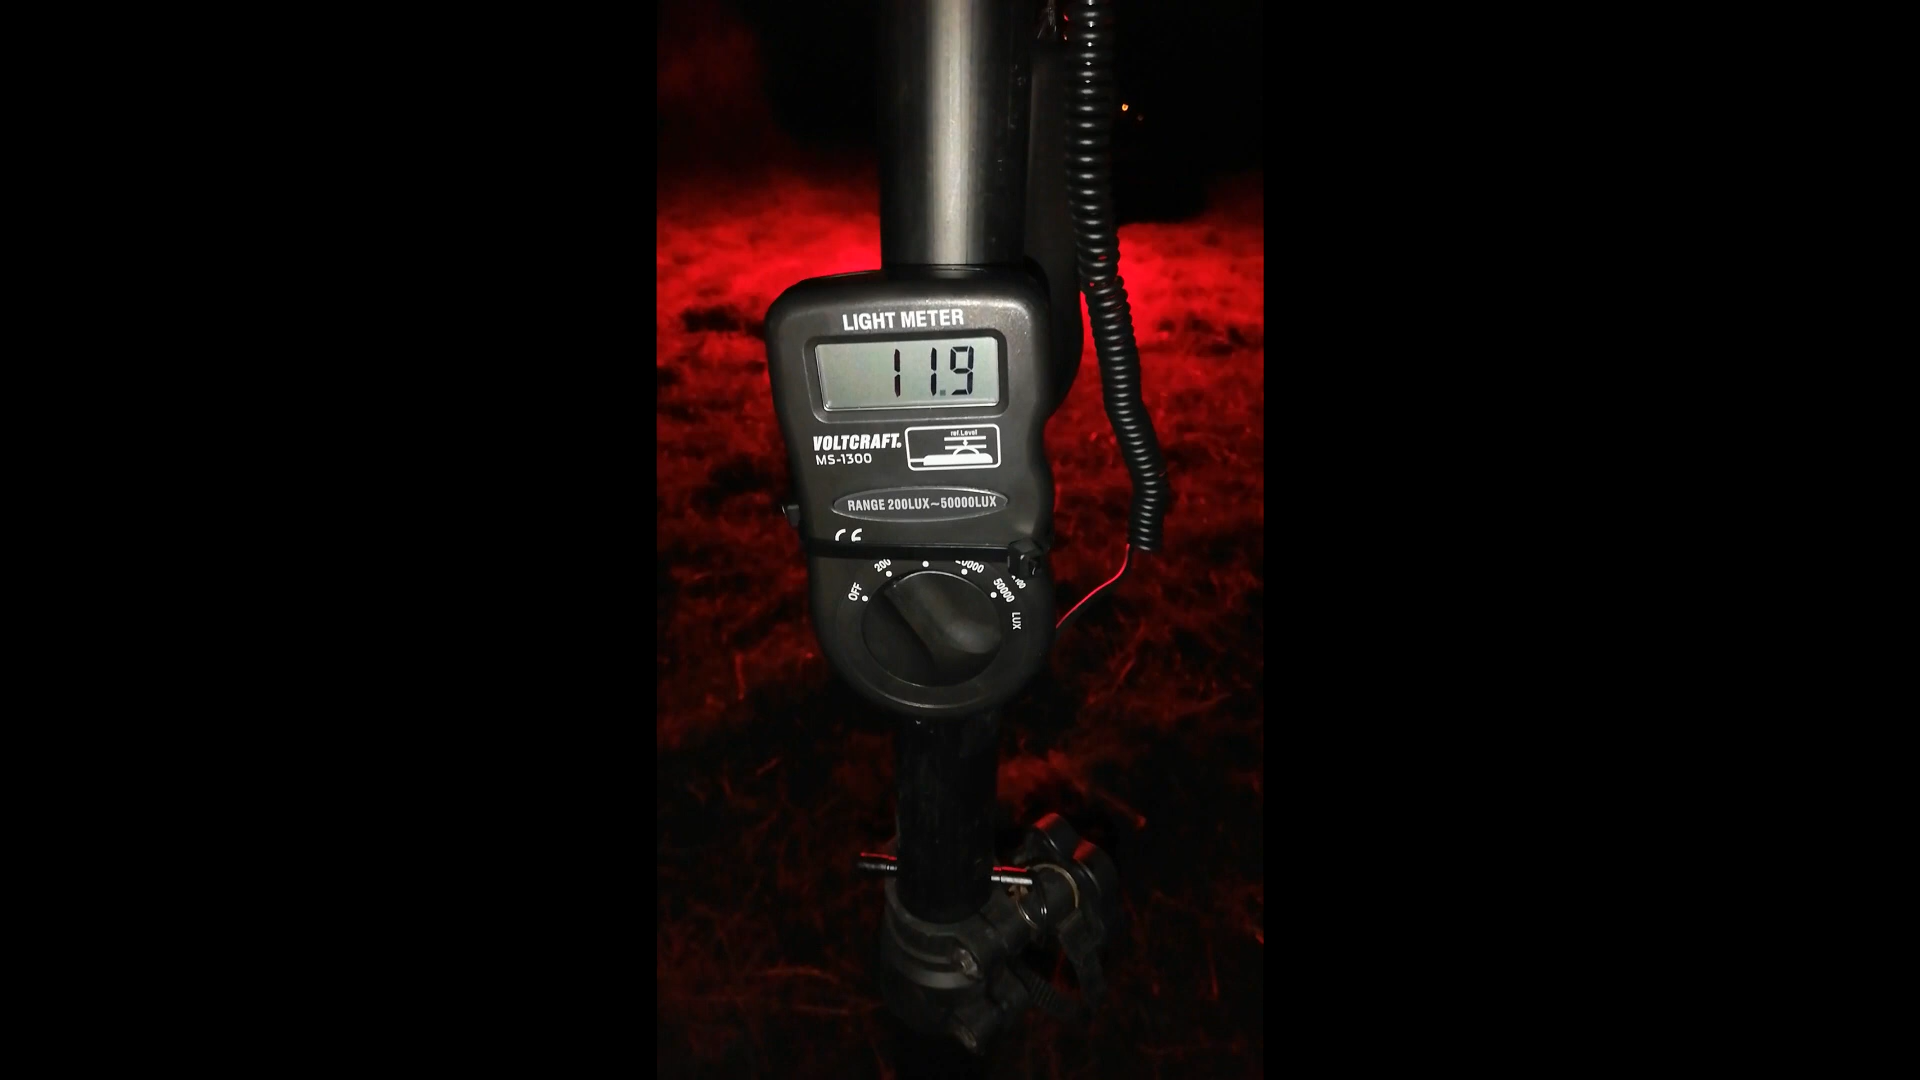 LIGHT METER
11.9
VOLTCRAFT.
ref.Level
MS-1300
RANGE 200LUX~50000LUX
CE
OFF
200
50000
LUX